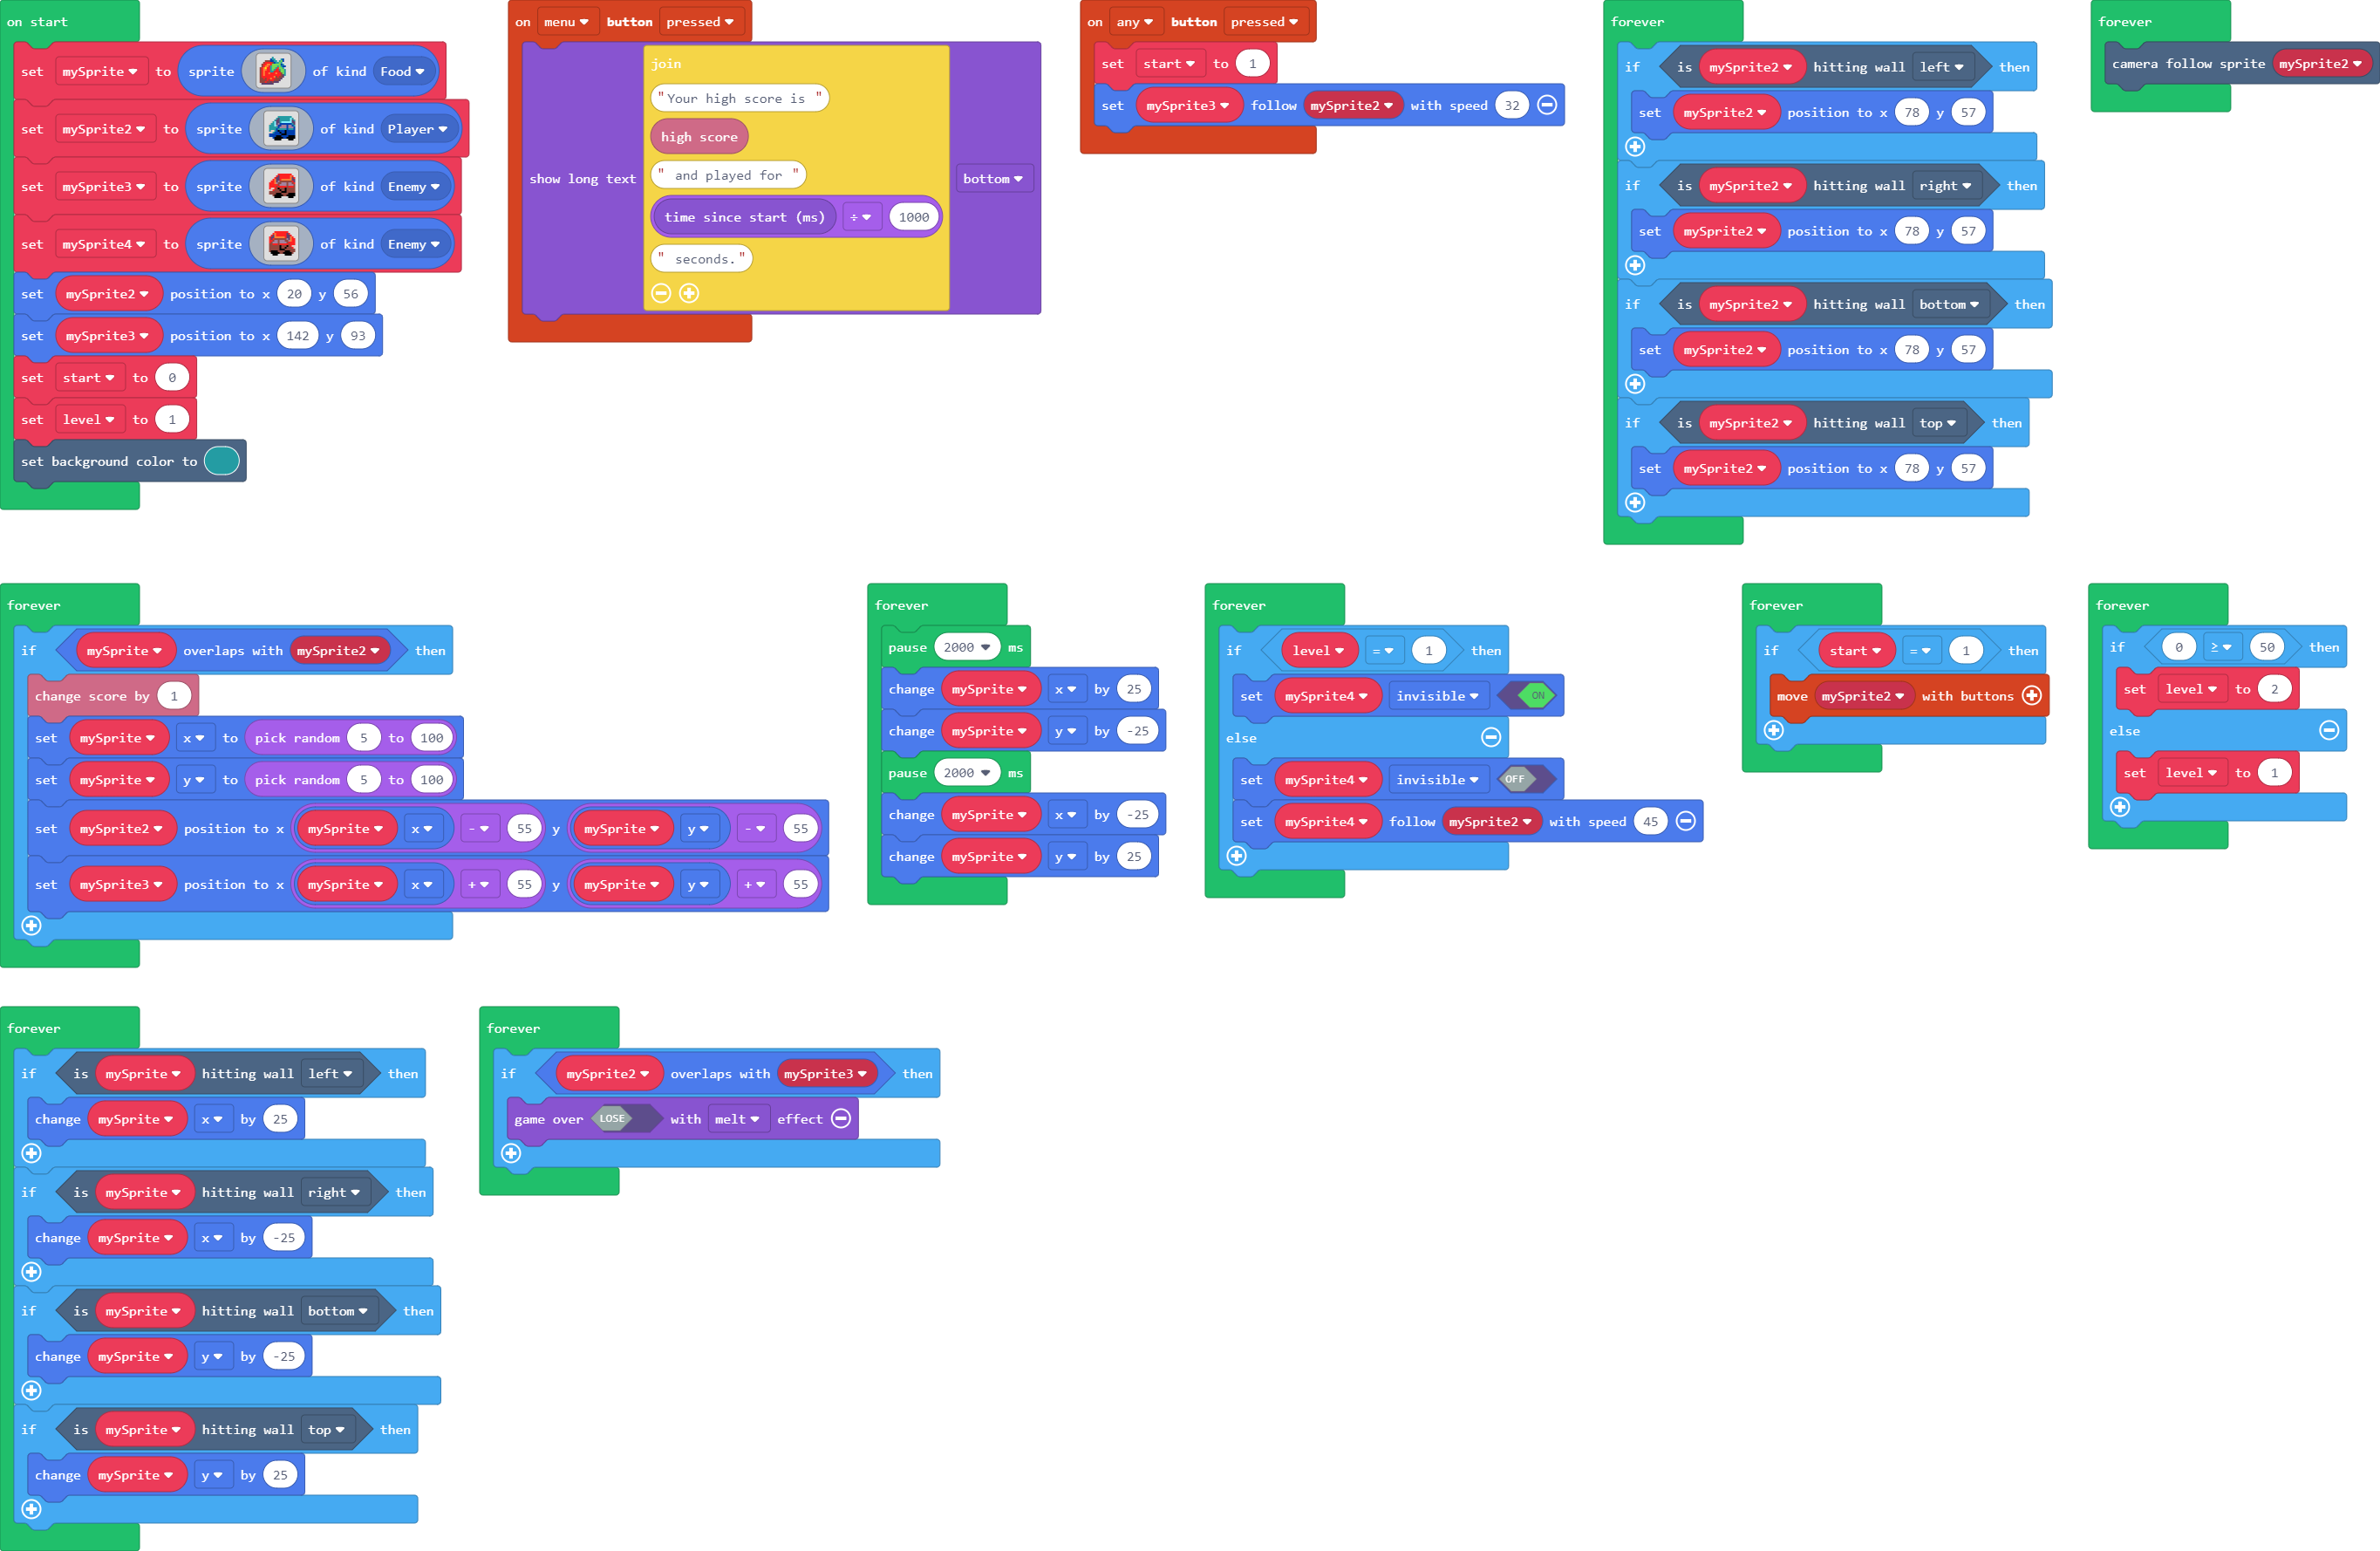 on start
set mySprite to sprite of kind Food
set mySprite2 to sprite of kind Player
set mySprite3 to sprite of kind Enemy
set mySprite4 to sprite of kind Enemy
set mySprite2 position to x 20 y 56
set mySprite3 position to x 142 y 93
set start to 0
set level to 1
set background color to
on menu button pressed
show long text
join
"Your high score is "
high score
" and played for "
time since start (ms) ÷ 1000
" seconds."
bottom
on any button pressed
set start to 1
set mySprite3 follow mySprite2 with speed 32
forever
if is mySprite2 hitting wall left then
set mySprite2 position to x 78 y 57
if is mySprite2 hitting wall right then
set mySprite2 position to x 78 y 57
if is mySprite2 hitting wall bottom then
set mySprite2 position to x 78 y 57
if is mySprite2 hitting wall top then
set mySprite2 position to x 78 y 57
forever
camera follow sprite mySprite2
forever
if mySprite overlaps with mySprite2 then
change score by 1
set mySprite x to pick random 5 to 100
set mySprite y to pick random 5 to 100
set mySprite2 position to x mySprite x - 55 y mySprite y - 55
set mySprite3 position to x mySprite x + 55 y mySprite y + 55
forever
pause 2000 ms
change mySprite x by 25
change mySprite y by -25
pause 2000 ms
change mySprite x by -25
change mySprite y by 25
forever
if level = 1 then
set mySprite4 invisible ON
else
set mySprite4 invisible OFF
set mySprite4 follow mySprite2 with speed 45
forever
if start = 1 then
move mySprite2 with buttons
forever
if 0 ≥ 50 then
set level to 2
else
set level to 1
forever
if is mySprite hitting wall left then
change mySprite x by 25
if is mySprite hitting wall right then
change mySprite x by -25
if is mySprite hitting wall bottom then
change mySprite y by -25
if is mySprite hitting wall top then
change mySprite y by 25
forever
if mySprite2 overlaps with mySprite3 then
game over LOSE with melt effect